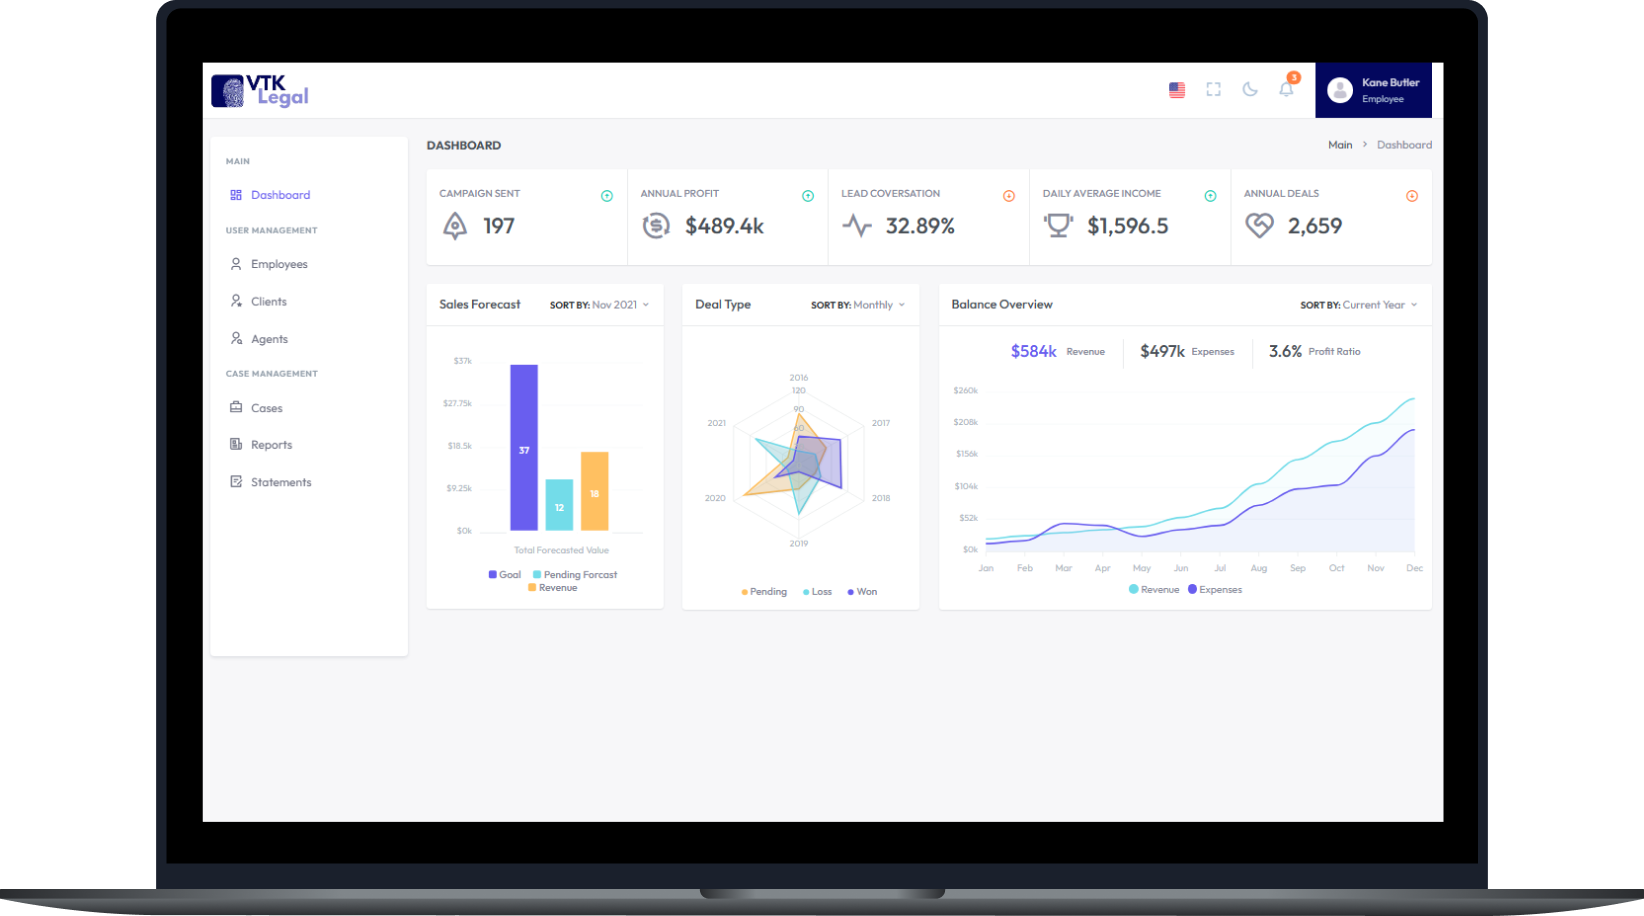 VTK
Legal
3
Kane Butler
Employee
MAIN
Dashboard
USER MANAGEMENT
Employees
Clients
Agents
CASE MANAGEMENT
Cases
Reports
Statements
DASHBOARD
Main > Dashboard
CAMPAIGN SENT
197
ANNUAL PROFIT
$489.4k
LEAD COVERSATION
32.89%
DAILY AVERAGE INCOME
$1,596.5
ANNUAL DEALS
2,659
Sales Forecast SORT BY: Nov 2021
$37k
$27.75k
$18.5k
$9.25k
$0k
37
12
18
Total Forecasted Value
Goal Pending Forcast
Revenue
Deal Type SORT BY: Monthly
2016
120
90
60
2021
2017
2020
2018
2019
Pending Loss Won
Balance Overview SORT BY: Current Year
$584k Revenue $497k Expenses 3.6% Profit Ratio
$260k
$208k
$156k
$104k
$52k
$0k
Jan Feb Mar Apr May Jun Jul Aug Sep Oct Nov Dec
Revenue Expenses